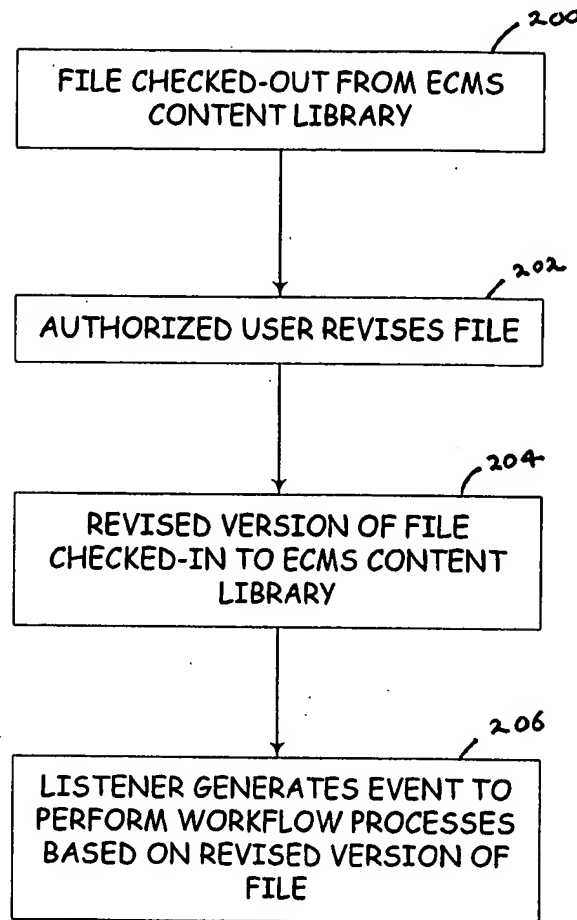 200
FILE CHECKED-OUT FROM ECMS
CONTENT LIBRARY
202
AUTHORIZED USER REVISES FILE
204
REVISED VERSION OF FILE
CHECKED-IN TO ECMS CONTENT
LIBRARY
206
LISTENER GENERATES EVENT TO
PERFORM WORKFLOW PROCESSES
BASED ON REVISED VERSION OF
FILE